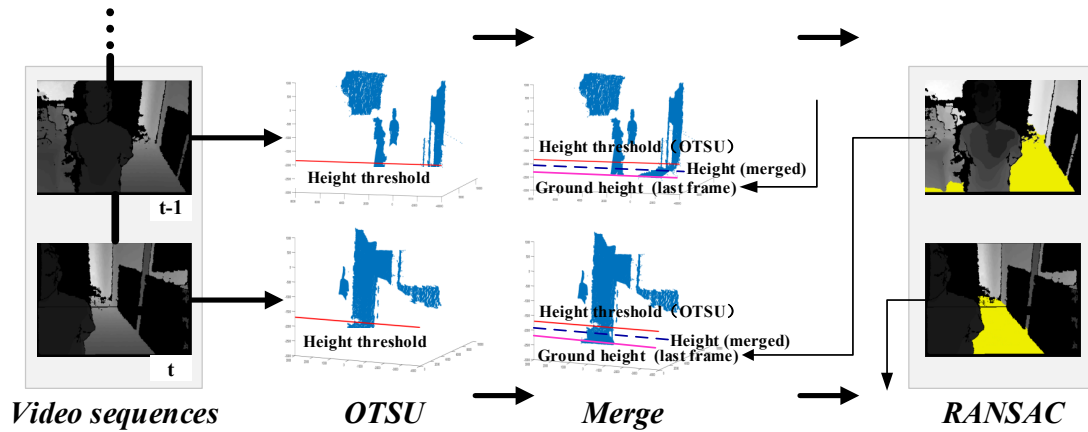 t-1
Height threshold
Height threshold（OTSU）
Height (merged)
Ground height (last frame)
t
Height threshold
Height threshold（OTSU）
Height (merged)
Ground height (last frame)
Video sequences
OTSU
Merge
RANSAC